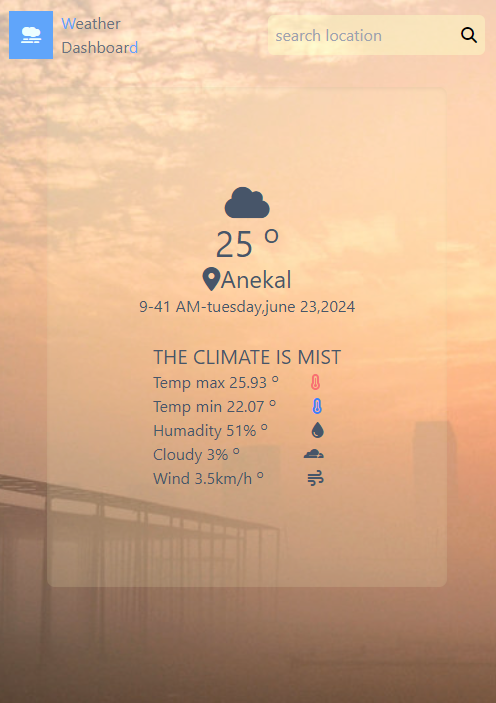 Weather
Dashboard
search location
25 °
Anekal
9-41 AM-tuesday,june 23,2024
THE CLIMATE IS MIST
Temp max 25.93 °
Temp min 22.07 °
Humadity 51% °
Cloudy 3% °
Wind 3.5km/h °